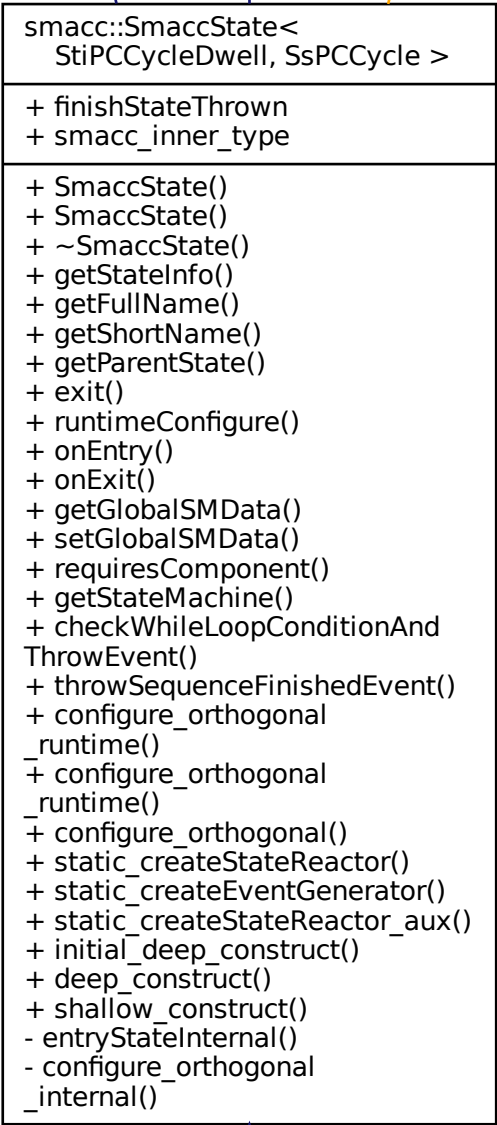 smacc::SmaccState<
StiPCCycleDwell, SsPCCycle >
+ finishStateThrown
+ smacc_inner_type
+ SmaccState()
+ SmaccState()
+ ~SmaccState()
+ getStateInfo()
+ getFullName()
+ getShortName()
+ getParentState()
+ exit()
+ runtimeConfigure()
+ onEntry()
+ onExit()
+ getGlobalSMData()
+ setGlobalSMData()
+ requiresComponent()
+ getStateMachine()
+ checkWhileLoopConditionAnd
ThrowEvent()
+ throwSequenceFinishedEvent()
+ configure_orthogonal
_runtime()
+ configure_orthogonal
_runtime()
+ configure_orthogonal()
+ static_createStateReactor()
+ static_createEventGenerator()
+ static_createStateReactor_aux()
+ initial_deep_construct()
+ deep_construct()
+ shallow_construct()
- entryStateInternal()
- configure_orthogonal
_internal()